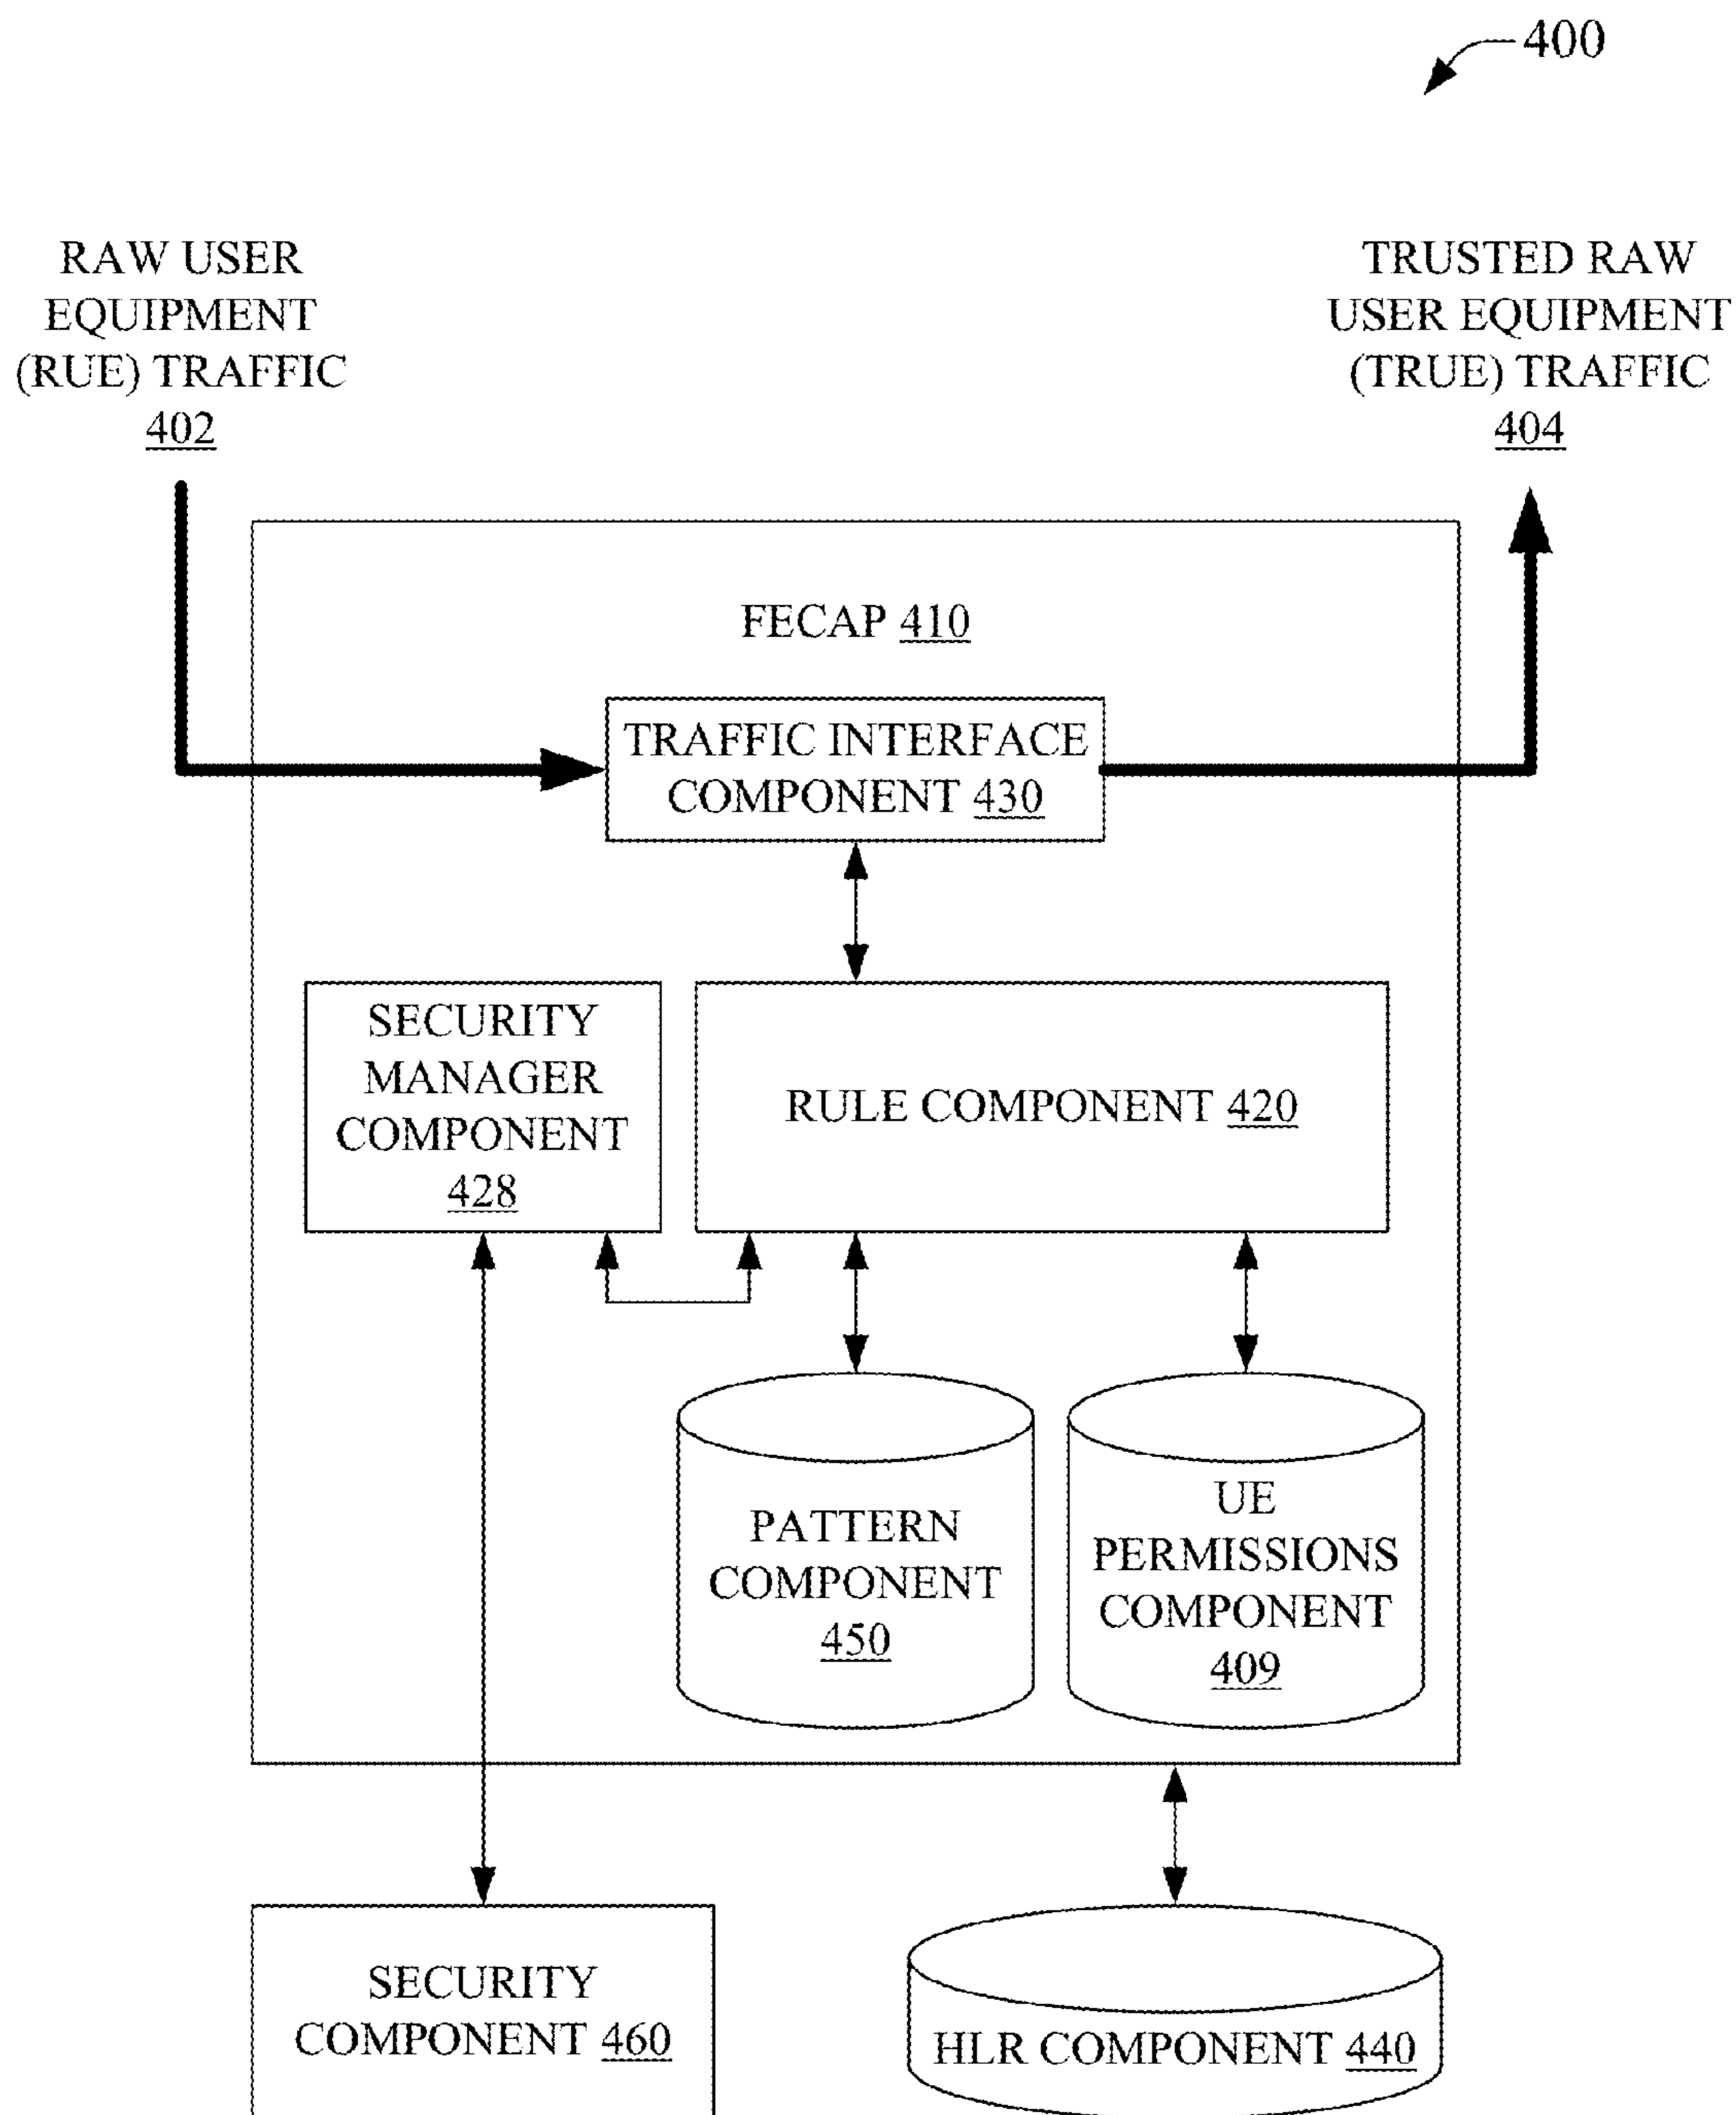 400
RAW USER
EQUIPMENT
(RUE) TRAFFIC
402
TRUSTED RAW
USER EQUIPMENT
(TRUE) TRAFFIC
404
FECAP 410
TRAFFIC INTERFACE
COMPONENT 430
SECURITY
MANAGER
COMPONENT
428
RULE COMPONENT 420
PATTERN
COMPONENT
450
UE
PERMISSIONS
COMPONENT
409
SECURITY
COMPONENT 460
HLR COMPONENT 440